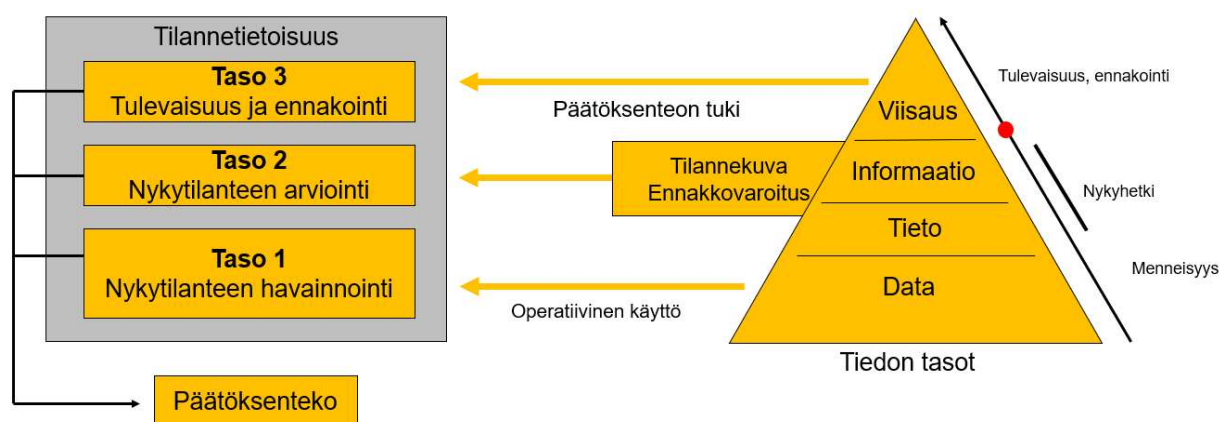 Tilannetietoisuus
Taso 3
Tulevaisuus ja ennakointi
Taso 2
Nykytilanteen arviointi
Taso 1
Nykytilanteen havainnointi
Päätöksenteko
Päätöksenteon tuki
Tilannekuva
Ennakkovaroitus
Operatiivinen käyttö
Viisaus
Informaatio
Tieto
Data
Tiedon tasot
Tulevaisuus, ennakointi
Nykyhetki
Menneisyys